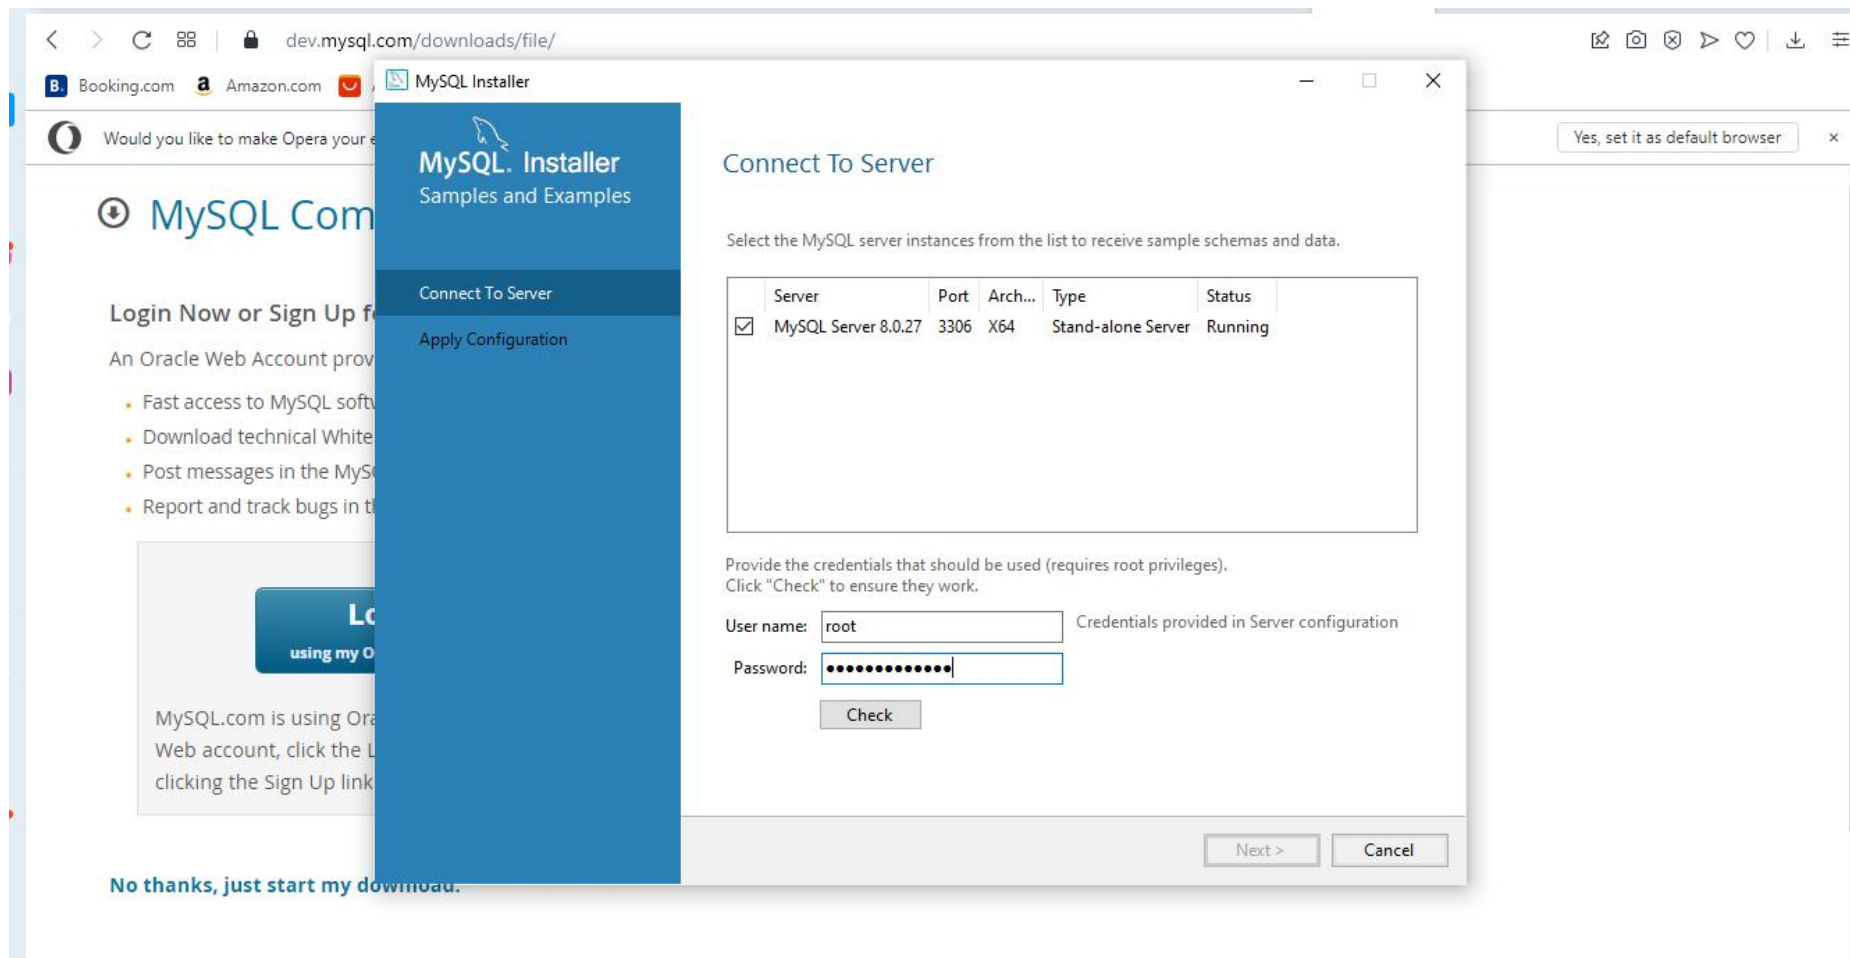 dev.mysql.com/downloads/file/
Booking.com Amazon.com
MySQL Installer
Would you like to make Opera your
Yes, set it as default browser
MySQL. Installer
Samples and Examples
Connect To Server
Apply Configuration
Connect To Server
Select the MySQL server instances from the list to receive sample schemas and data.
Server Port Arch... Type Status
MySQL Server 8.0.27 3306 X64 Stand-alone Server Running
Provide the credentials that should be used (requires root privileges).
Click "Check" to ensure they work.
User name: root Credentials provided in Server configuration
Password: •••••••••••••
Check
Next > Cancel
MySQL Com
Login Now or Sign Up f
An Oracle Web Account prov
• Fast access to MySQL soft
• Download technical White
• Post messages in the MyS
• Report and track bugs in t
Lo
using my O
MySQL.com is using Ora
Web account, click the L
clicking the Sign Up link
No thanks, just start my download.